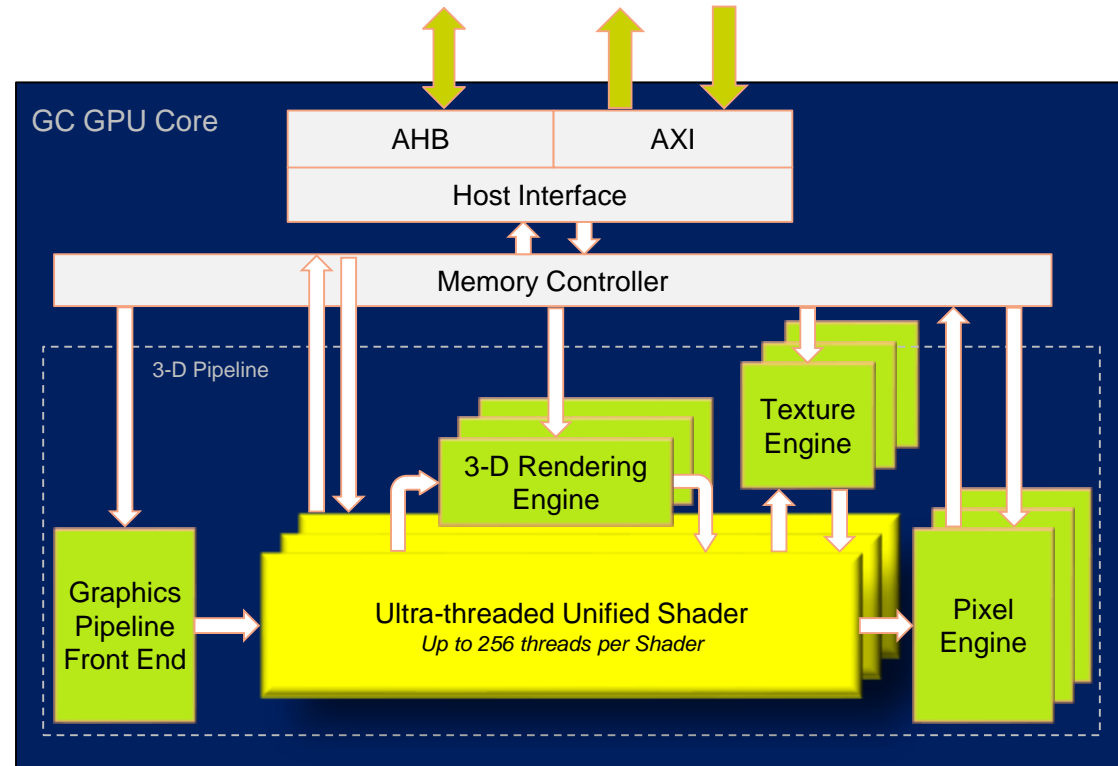 GC GPU Core
AHB
AXI
Host Interface
Memory Controller
3-D Pipeline
Texture
Engine
3-D Rendering
Engine
Graphics
Pipeline
Front End
Ultra-threaded Unified Shader
Up to 256 threads per Shader
Pixel
Engine